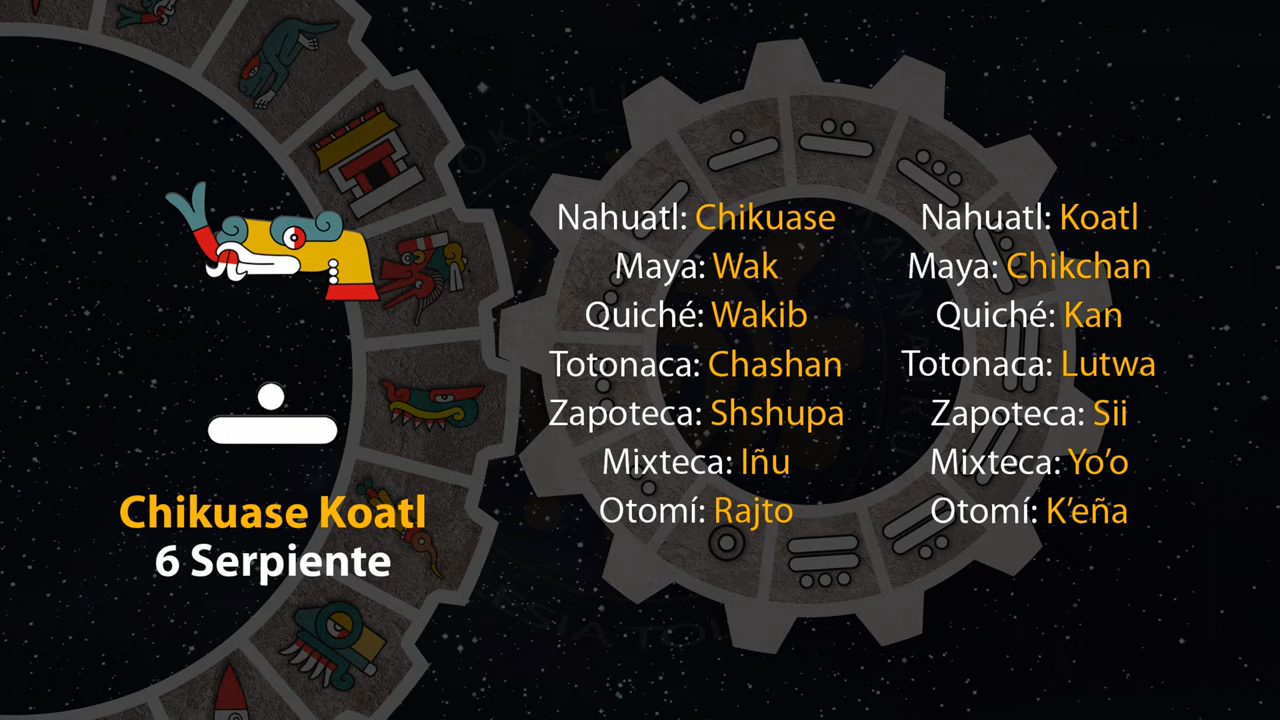 Nahuatl: Chikuase
Maya: Wak
Quiché: Wakib
Totonaca: Chashan
Zapoteca: Shshupa
Mixteca: Iñu
Otomí: Rajto
Nahuatl: Koatl
Maya: Chikchan
Quiché: Kan
Totonaca: Lutwa
Zapoteca: Sii
Mixteca: Yo’o
Otomí: K’eña
Chikuase Koatl
6 Serpiente